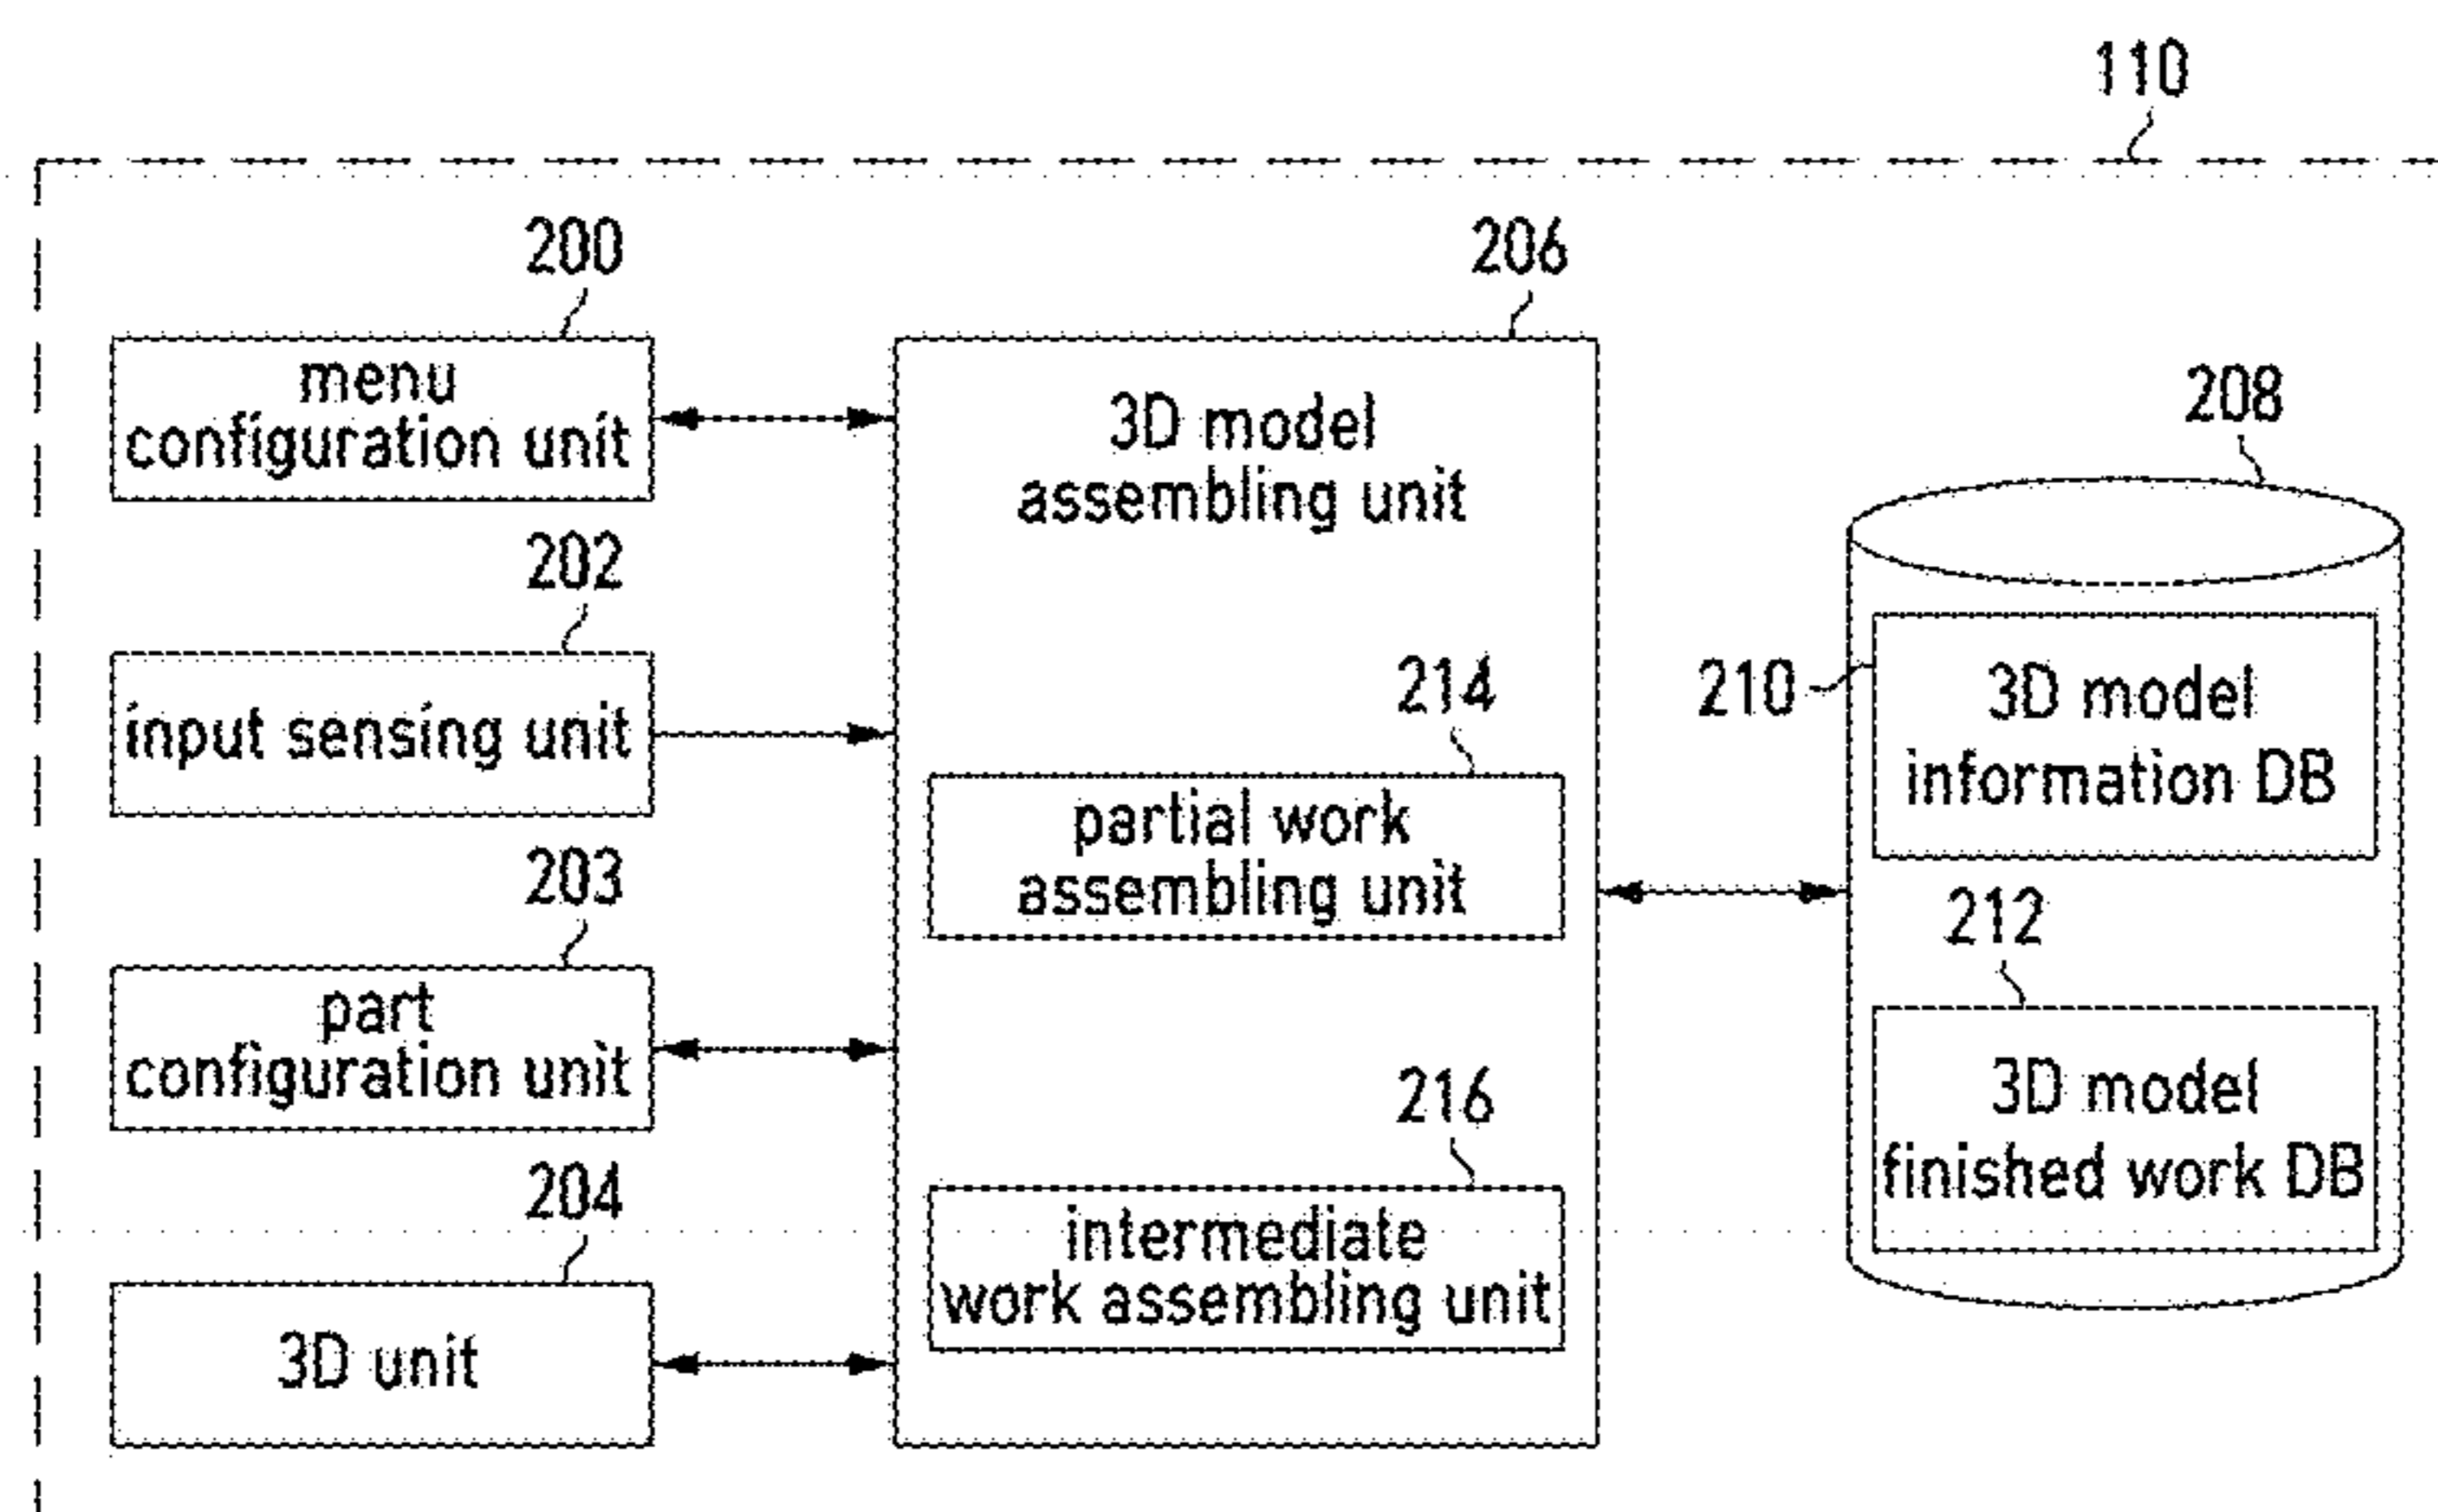 110
200
menu
configuration unit
202
input sensing unit
203
part
configuration unit
204
3D unit
206
3D model
assembling unit
214
partial work
assembling unit
216
intermediate
work assembling unit
208
210
3D model
information DB
212
3D model
finished work DB